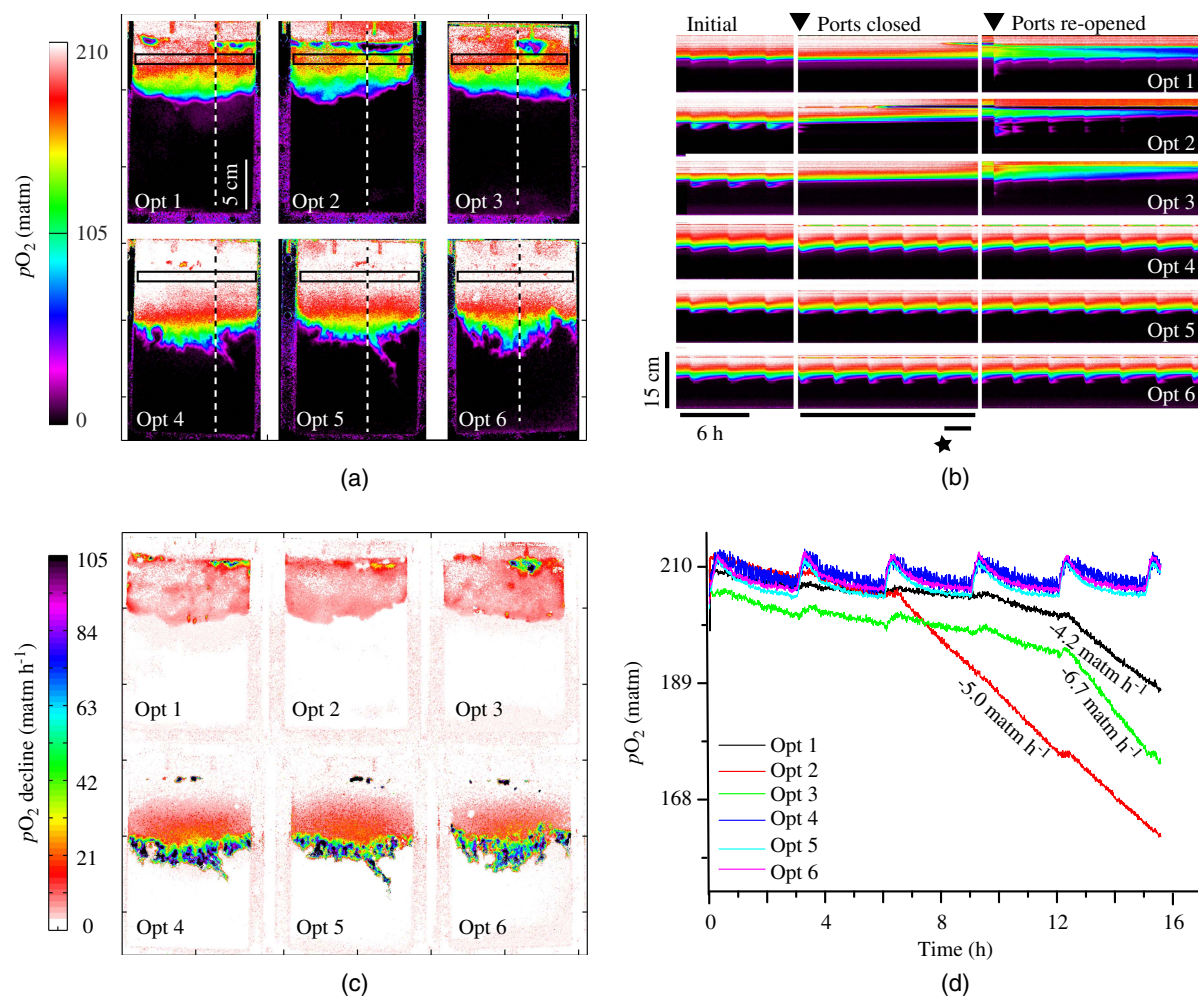 210
105
0
pO2 (matm)
Opt 1
Opt 2
Opt 3
5 cm
Opt 4
Opt 5
Opt 6
(a)
Initial
Ports closed
Ports re-opened
Opt 1
Opt 2
Opt 3
Opt 4
Opt 5
Opt 6
15 cm
6 h
(b)
105
84
63
42
21
0
pO2 decline (matm h−1)
Opt 1
Opt 2
Opt 3
Opt 4
Opt 5
Opt 6
(c)
210
189
168
pO2 (matm)
-4.2 matm h-1
-6.7 matm h-1
-5.0 matm h-1
Opt 1
Opt 2
Opt 3
Opt 4
Opt 5
Opt 6
0 4 8 12 16
Time (h)
(d)